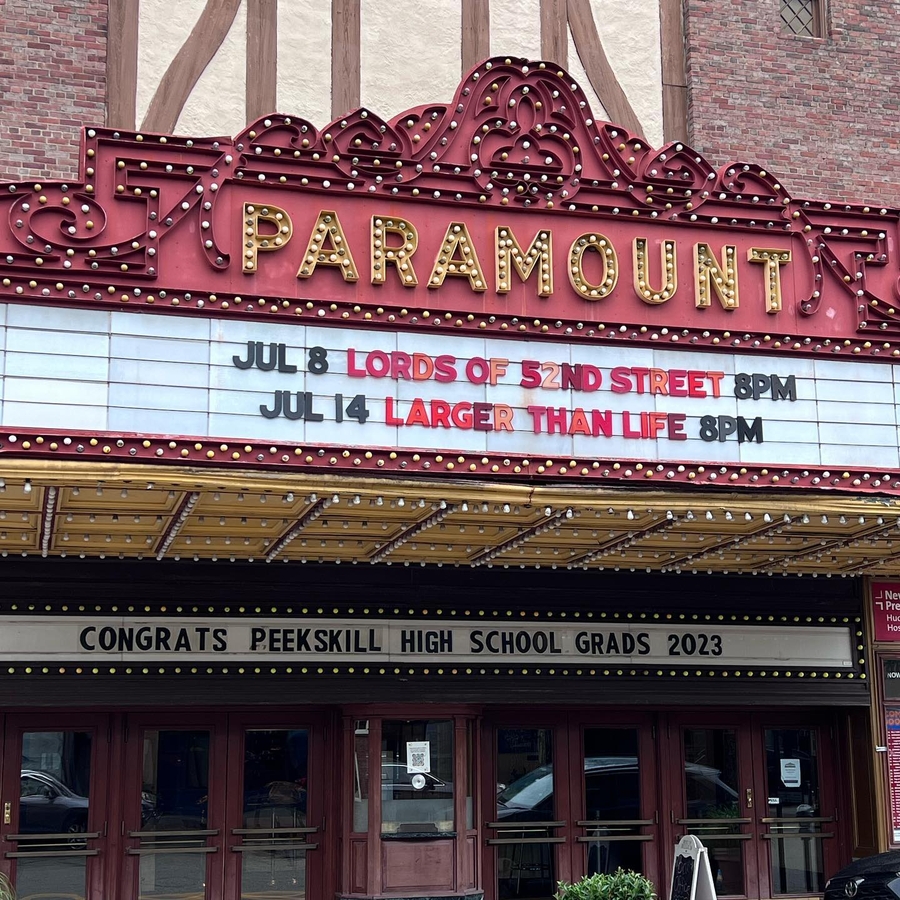 PARAMOUNT
JUL 8 LORDS OF 52ND STREET 8PM
JUL 14 LARGER THAN LIFE 8PM
CONGRATS PEEKSKILL HIGH SCHOOL GRADS 2023
NOW